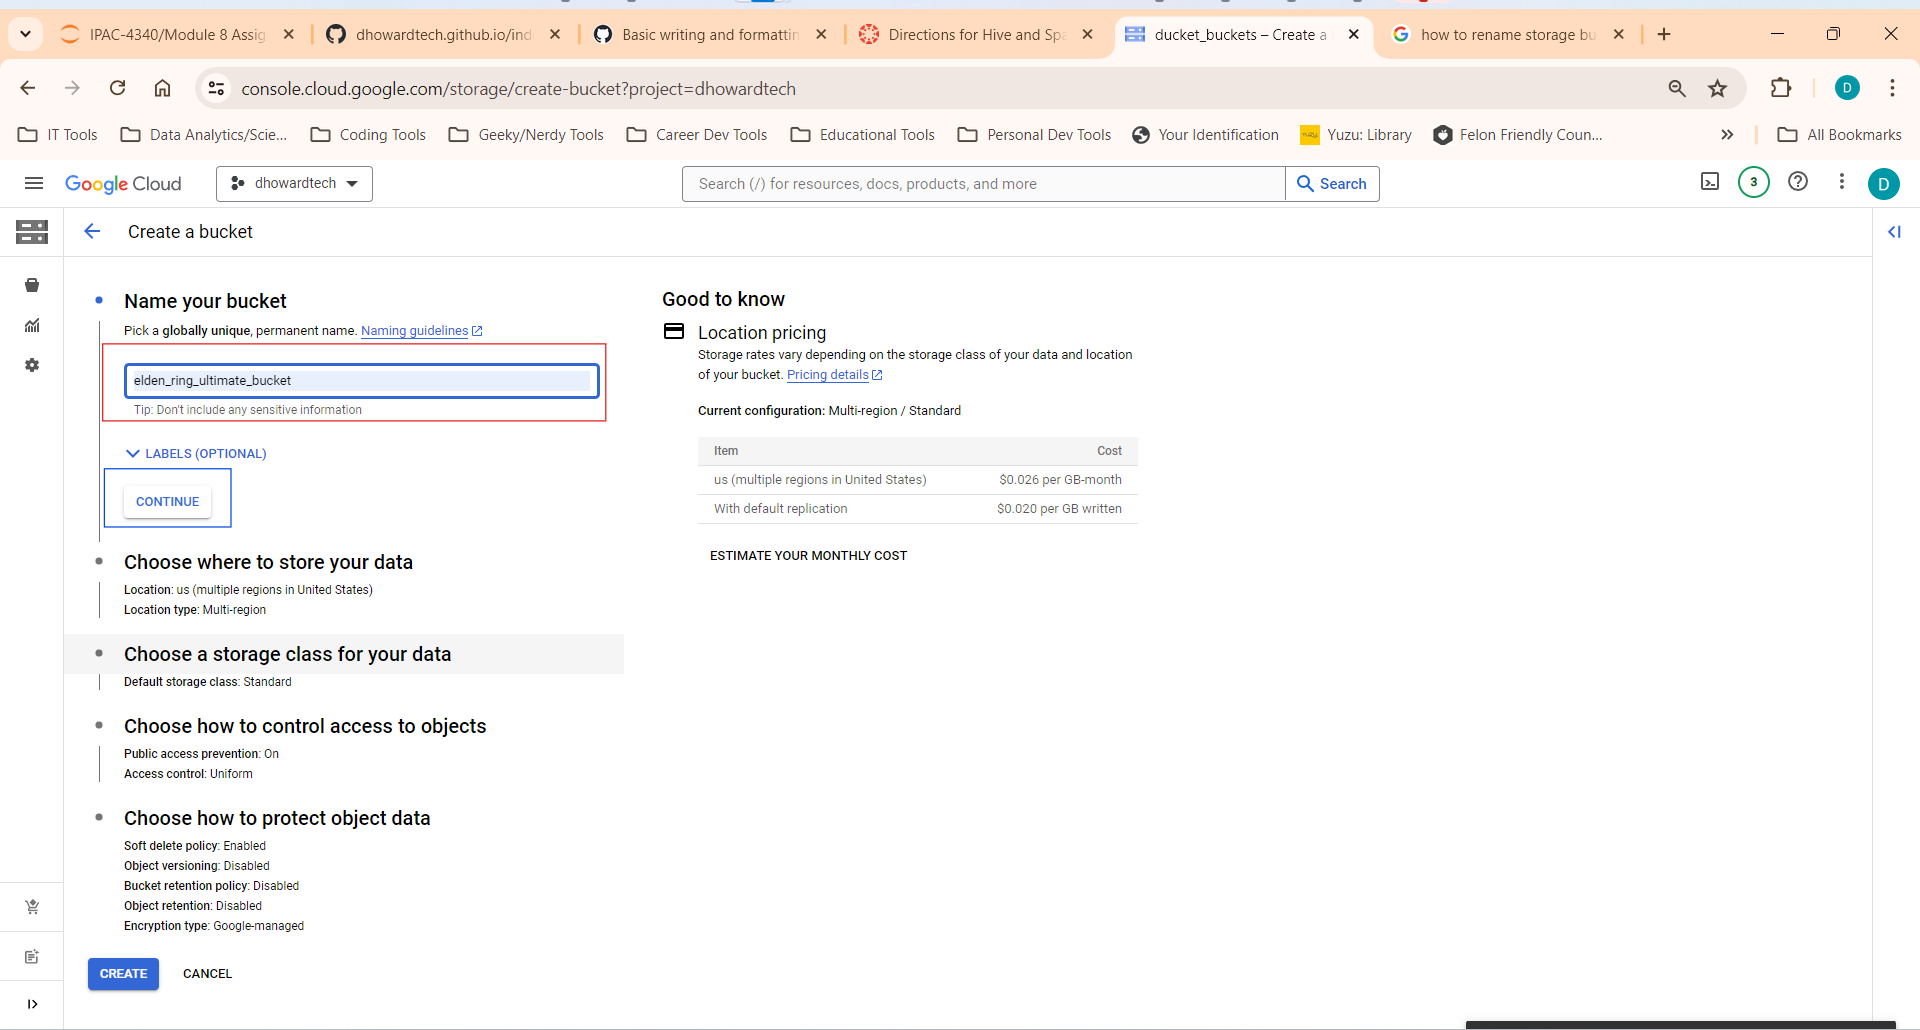 IPAC-4340/Module 8 Assig
dhowardtech.github.io/ind
Basic writing and formattin
Directions for Hive and Spa
ducket_buckets – Create a
how to rename storage bu
console.cloud.google.com/storage/create-bucket?project=dhowardtech
D
IT Tools
Data Analytics/Scie...
Coding Tools
Geeky/Nerdy Tools
Career Dev Tools
Educational Tools
Personal Dev Tools
Your Identification
Yuzu: Library
Felon Friendly Coun...
All Bookmarks
Google Cloud
dhowardtech
Search (/) for resources, docs, products, and more
Search
3
D
Create a bucket
Name your bucket
Pick a globally unique, permanent name. Naming guidelines
elden_ring_ultimate_bucket
Tip: Don't include any sensitive information
LABELS (OPTIONAL)
CONTINUE
Choose where to store your data
Location: us (multiple regions in United States)
Location type: Multi-region
Choose a storage class for your data
Default storage class: Standard
Choose how to control access to objects
Public access prevention: On
Access control: Uniform
Choose how to protect object data
Soft delete policy: Enabled
Object versioning: Disabled
Bucket retention policy: Disabled
Object retention: Disabled
Encryption type: Google-managed
CREATE
CANCEL
Good to know
Location pricing
Storage rates vary depending on the storage class of your data and location
of your bucket. Pricing details
Current configuration: Multi-region / Standard
Item Cost
us (multiple regions in United States) $0.026 per GB-month
With default replication $0.020 per GB written
ESTIMATE YOUR MONTHLY COST